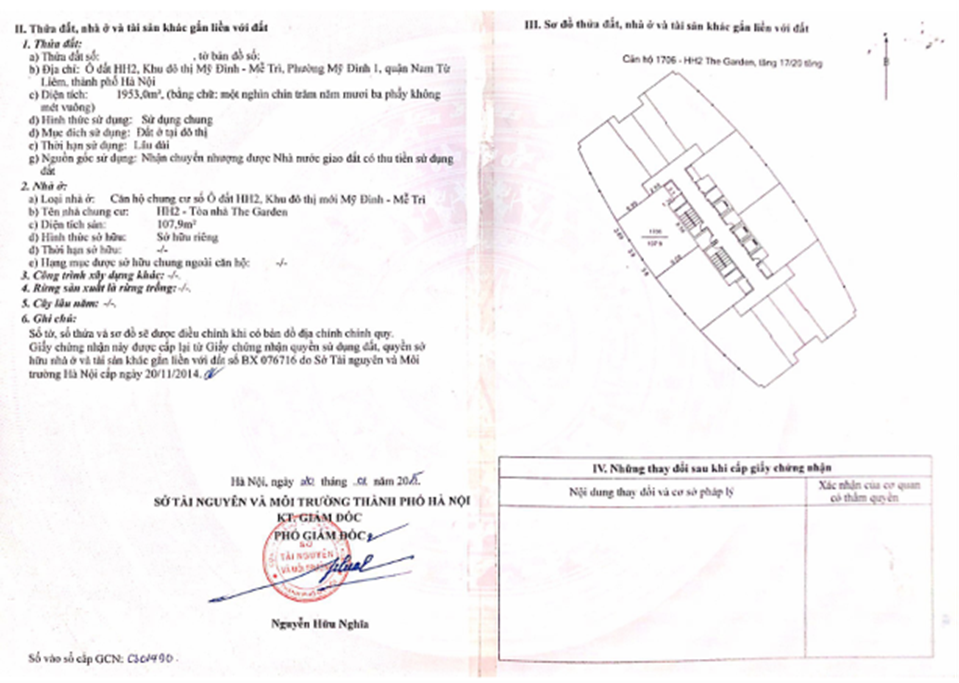 II. Thửa đất, nhà ở và tài sản khác gắn liền với đất
1. Thửa đất:
a) Thửa đất số: , tờ bản đồ số:
b) Địa chỉ: Ô đất HH2, Khu đô thị Mỹ Đình - Mễ Trì, Phường Mỹ Đình 1, quận Nam Từ
Liêm, thành phố Hà Nội
c) Diện tích: 1953,0m², (bằng chữ: một nghìn chín trăm năm mươi ba phẩy không
mét vuông)
d) Hình thức sử dụng: Sử dụng chung
đ) Mục đích sử dụng: Đất ở tại đô thị
e) Thời hạn sử dụng: Lâu dài
g) Nguồn gốc sử dụng: Nhận chuyển nhượng được Nhà nước giao đất có thu tiền sử dụng
đất
2. Nhà ở:
a) Loại nhà ở: Căn hộ chung cư số Ô đất HH2, Khu đô thị mới Mỹ Đình - Mễ Trì
b) Tên nhà chung cư: HH2 - Tòa nhà The Garden
c) Diện tích sàn: 107,9m²
d) Hình thức sở hữu: Sở hữu riêng
đ) Thời hạn sở hữu: -/-
e) Hạng mục được sở hữu chung ngoài căn hộ: -/-
3. Công trình xây dựng khác: -/-
4. Rừng sản xuất là rừng trồng: -/-
5. Cây lâu năm: -/-
6. Ghi chú:
Số tờ, số thửa và sơ đồ sẽ được điều chỉnh khi có bản đồ địa chính chính quy.
Giấy chứng nhận này được cấp lại từ Giấy chứng nhận quyền sử dụng đất, quyền sở
hữu nhà ở và tài sản khác gắn liền với đất số BX 076716 do Sở Tài nguyên và Môi
trường Hà Nội cấp ngày 20/11/2014.
Hà Nội, ngày tháng 01 năm 2015
SỞ TÀI NGUYÊN VÀ MÔI TRƯỜNG THÀNH PHỐ HÀ NỘI
KT. GIÁM ĐỐC
PHÓ GIÁM ĐỐC
SỞ
TÀI NGUYÊN
VÀ MÔI TRƯỜNG
Nguyễn Hữu Nghĩa
Số vào sổ cấp GCN:
III. Sơ đồ thửa đất, nhà ở và tài sản khác gắn liền với đất
Căn hộ 1706 - HH2 The Garden, tầng 17/20 tầng
B
1706
107.9
IV. Những thay đổi sau khi cấp giấy chứng nhận
Nội dung thay đổi và cơ sở pháp lý
Xác nhận của cơ quan
có thẩm quyền